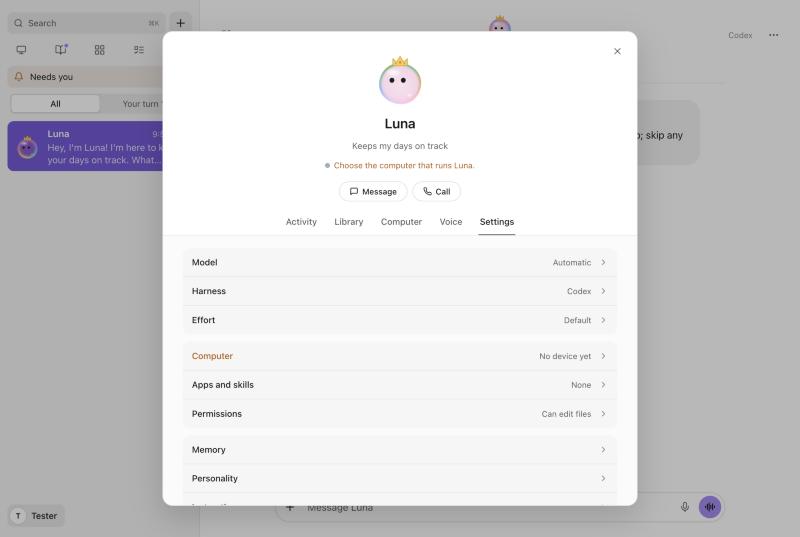 Search
⌘K
Needs you
All
Your turn
Luna
Hey, I'm Luna! I'm here to
your days on track. What...
T
Tester
Codex
skip any
Message Luna
Luna
Keeps my days on track
Choose the computer that runs Luna.
Message
Call
Activity
Library
Computer
Voice
Settings
Model
Automatic
Harness
Codex
Effort
Default
Computer
No device yet
Apps and skills
None
Permissions
Can edit files
Memory
Personality